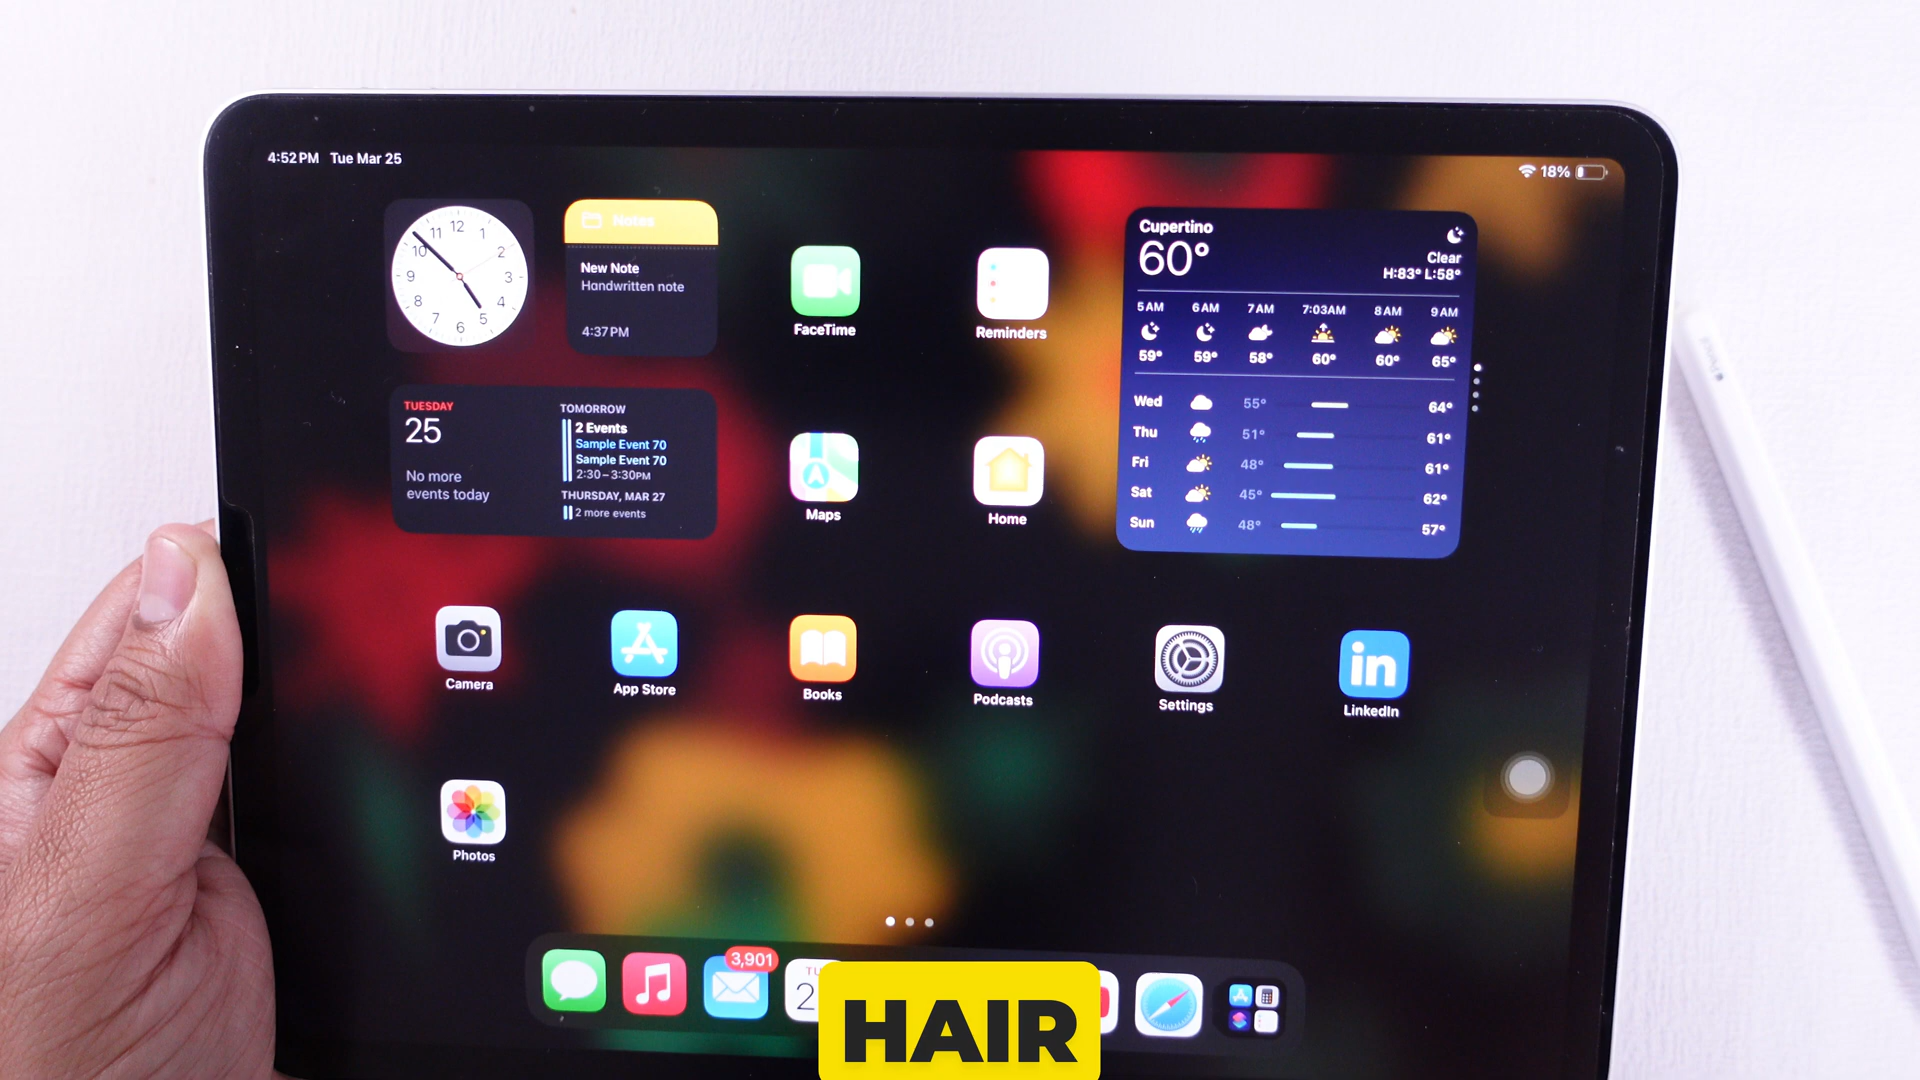 4:52 PM Tue Mar 25
18%
12
11
1
10
2
9
3
8
4
7
5
6
Notes
New Note
Handwritten note
4:37 PM
FaceTime
Reminders
Cupertino
60°
Clear
H:83° L:58°
5 AM 6 AM 7 AM 7:03AM 8 AM 9 AM
59° 59° 58° 60° 60° 65°
Wed 55° 64°
Thu 51° 61°
Fri 48° 61°
Sat 45° 62°
Sun 48° 57°
TUESDAY
25
No more
events today
TOMORROW
2 Events
Sample Event 70
Sample Event 70
2:30–3:30PM
THURSDAY, MAR 27
2 more events
Maps
Home
Camera
App Store
Books
Podcasts
Settings
in
LinkedIn
Photos
3,901
TU
2
HAIR